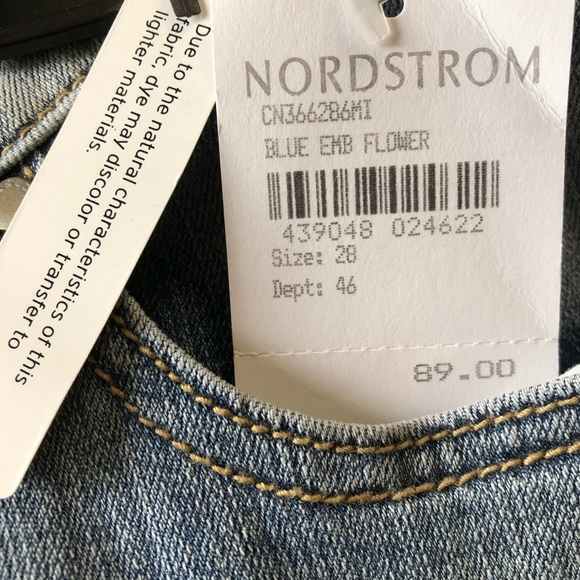 NORDSTROM
CN366286MI
BLUE EMB FLOWER
439048 024622
Size: 28
Dept: 46
89.00
Due to the natural characteristics of this
fabric, dye may discolor or transfer to
lighter materials.